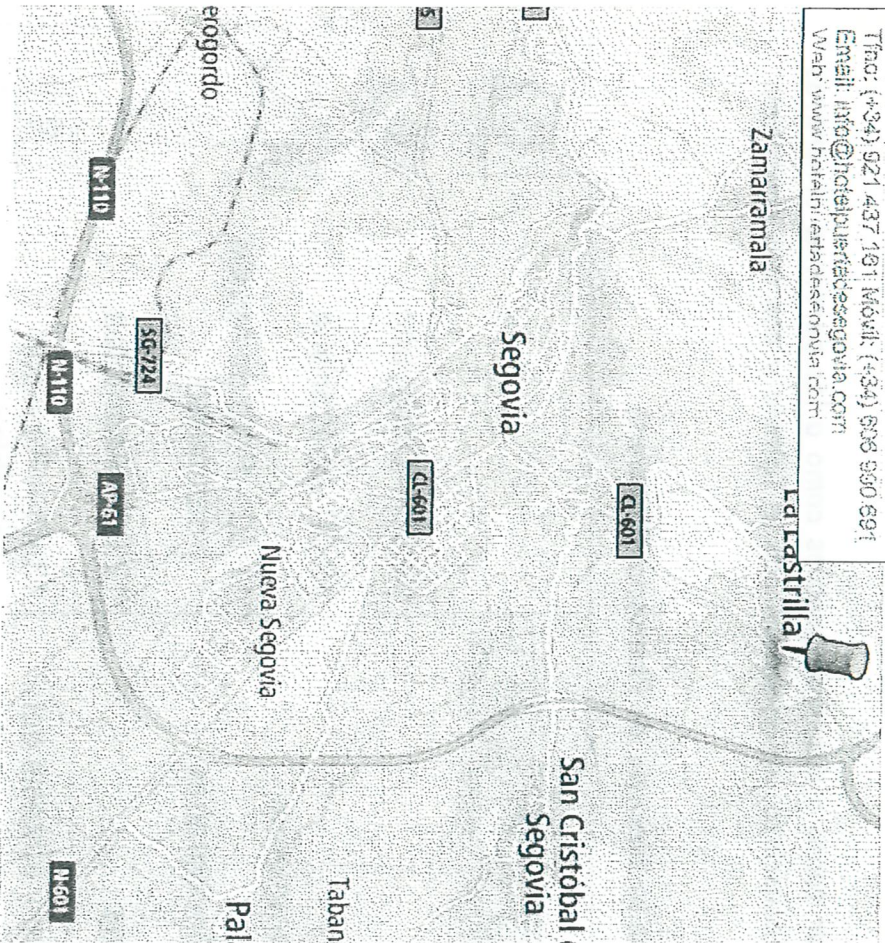 Tfno: (+34) 921 437 161 Móvil: (+34) 606 960 691
Email: info@hotelpuertadesegovia.com
Web: www.hotelpuertadesegovia.com
La Lastrilla
Zamarramala
CL-601
San Cristóbal
Segovia
Segovia
CL-601
Taban
Nueva Segovia
Pal
erogordo
SG-724
N-110
AP-61
N-110
N-601